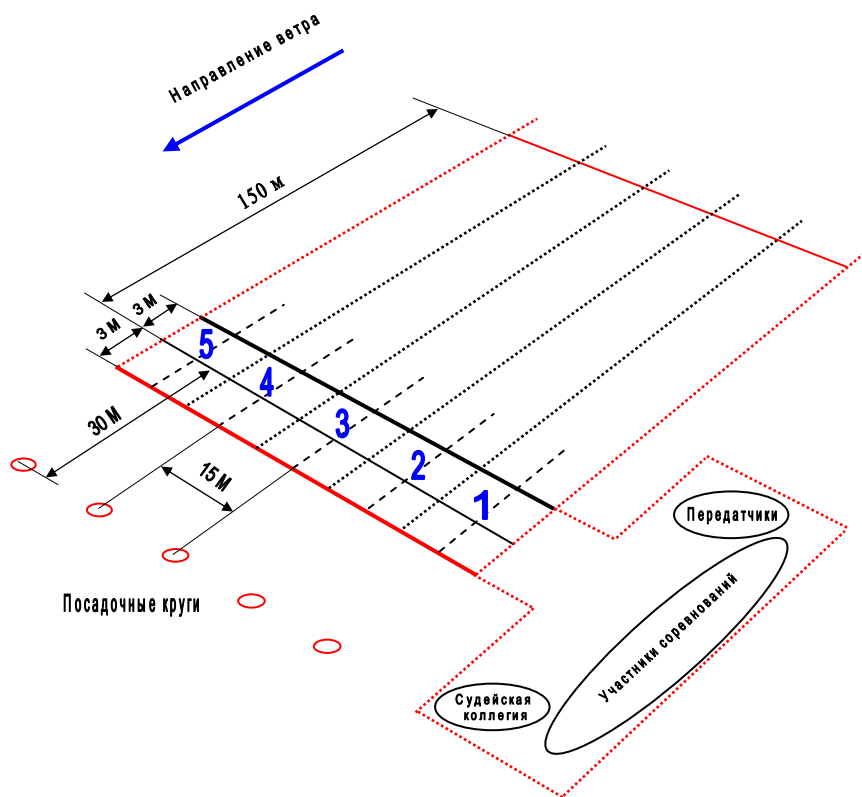 Направление ветра
150 м
3 м
3 м
5
4
3
2
1
30 М
15 М
Посадочные круги
Передатчики
Участники соревнований
Судейская
коллегия